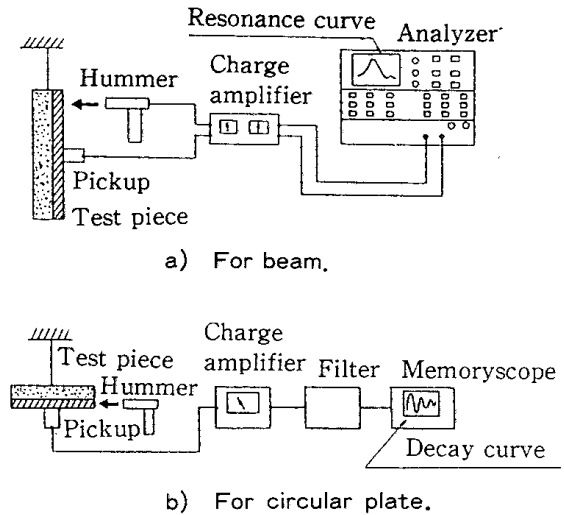 Resonance curve
Analyzer
Hummer
Charge
amplifier
Pickup
Test piece
a) For beam.
Charge
amplifier
Test piece
Hummer
Filter
Memoryscope
Pickup
Decay curve
b) For circular plate.